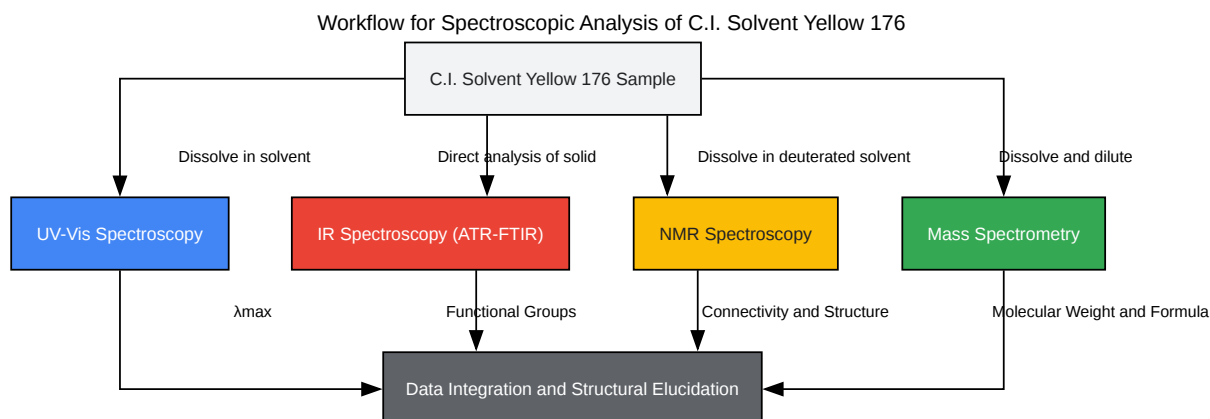 Workflow for Spectroscopic Analysis of C.I. Solvent Yellow 176
C.I. Solvent Yellow 176 Sample
Dissolve in solvent
Direct analysis of solid
Dissolve in deuterated solvent
Dissolve and dilute
UV-Vis Spectroscopy
IR Spectroscopy (ATR-FTIR)
NMR Spectroscopy
Mass Spectrometry
λmax
Functional Groups
Connectivity and Structure
Molecular Weight and Formula
Data Integration and Structural Elucidation